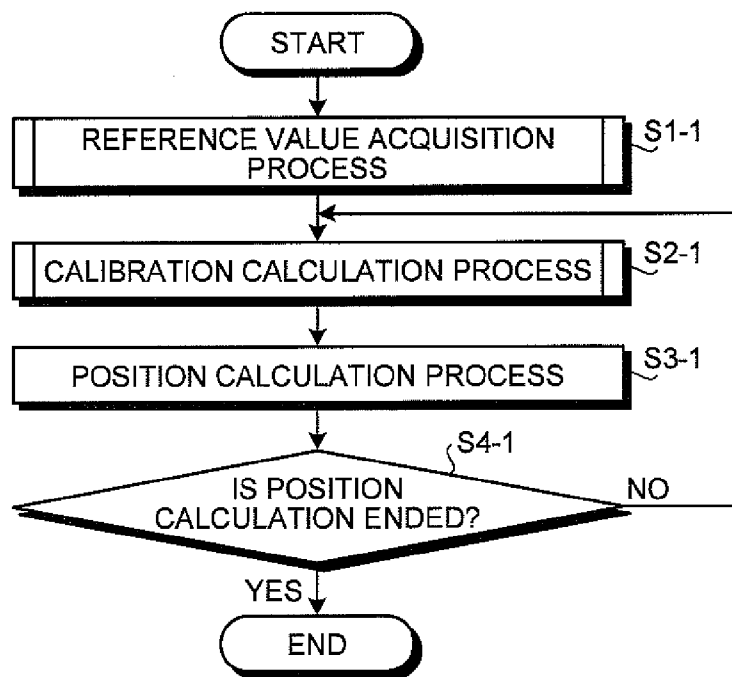 START
REFERENCE VALUE ACQUISITION
PROCESS
S1-1
CALIBRATION CALCULATION PROCESS
S2-1
POSITION CALCULATION PROCESS
S3-1
S4-1
IS POSITION
CALCULATION ENDED?
NO
YES
END